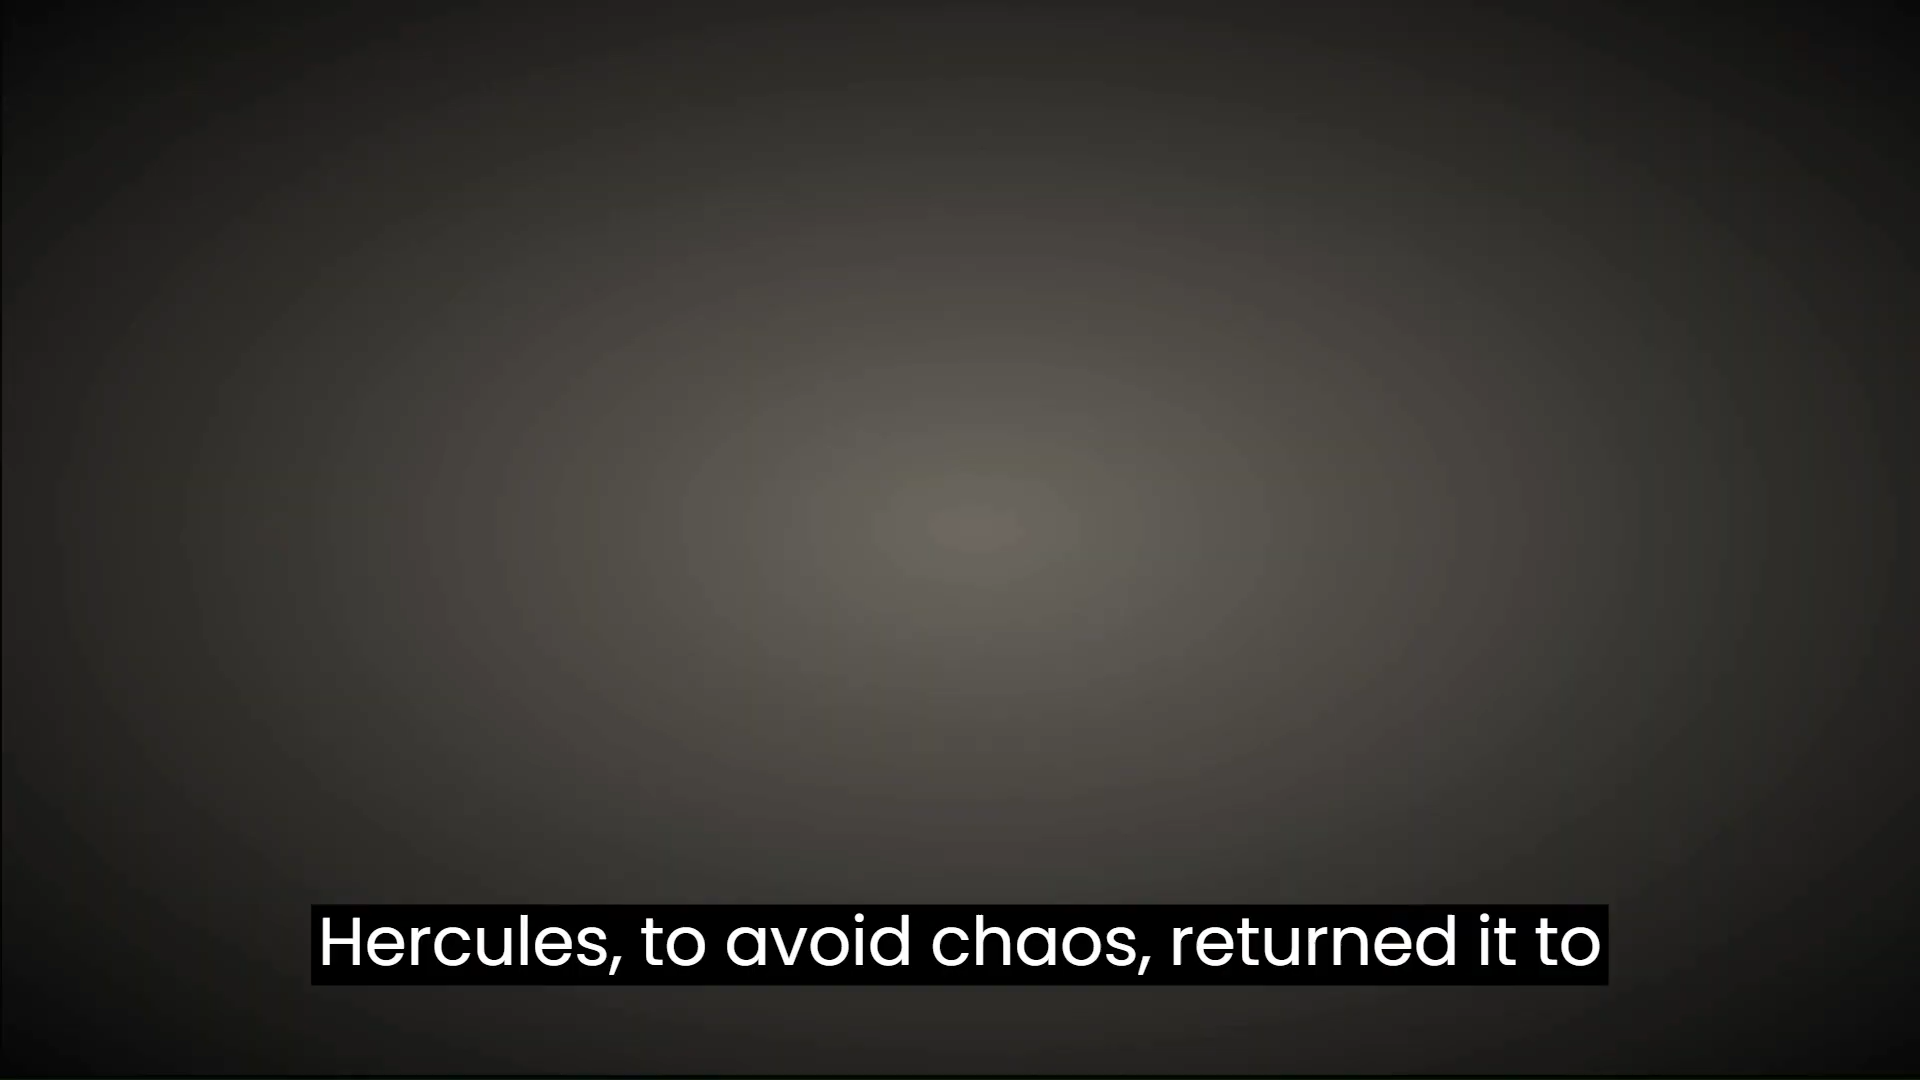 Hercules, to avoid chaos, returned it to